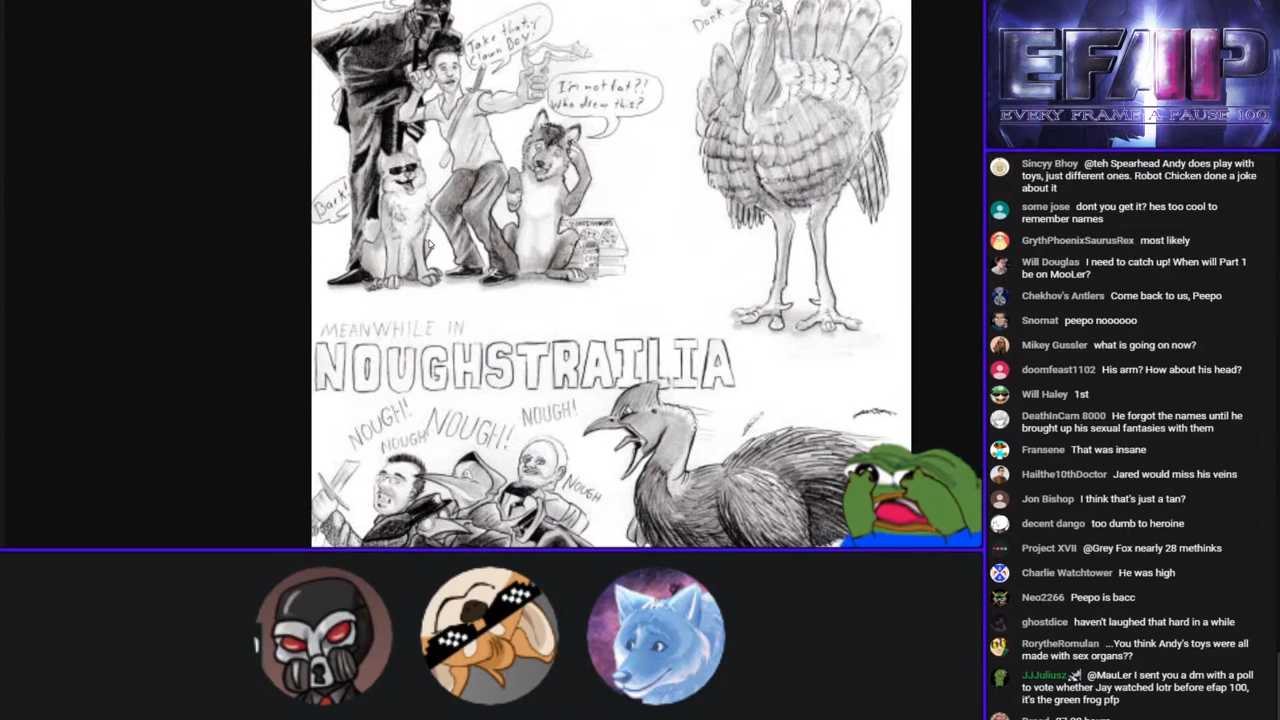 Take that,
Clown Boy!
Donk
I'm not fat?!
Who drew this?
Bark!
MEANWHILE IN
NOUGHSTRAILIA
NOUGH!
NOUGH
NOUGH!
NOUGH!
NOUGH
EFAP
EVERY FRAME A PAUSE 100
Sincyy Bhoy @teh Spearhead Andy does play with
toys, just different ones. Robot Chicken done a joke
about it
some jose dont you get it? hes too cool to
remember names
GrythPhoenixSaurusRex most likely
Will Douglas I need to catch up! When will Part 1
be on MooLer?
Chekhov's Antlers Come back to us, Peepo
Snornat peepo noooooo
Mikey Gussler what is going on now?
doomfeast1102 His arm? How about his head?
Will Haley 1st
DeathInCam 8000 He forgot the names until he
brought up his sexual fantasies with them
Fransene That was insane
Hailthe10thDoctor Jared would miss his veins
Jon Bishop I think that's just a tan?
decent dango too dumb to heroine
Project XVII @Grey Fox nearly 28 methinks
Charlie Watchtower He was high
Neo2266 Peepo is bacc
ghostdice haven't laughed that hard in a while
RorytheRomulan ...You think Andy's toys were all
made with sex organs??
JJJuliusz @MauLer I sent you a dm with a poll
to vote whether Jay watched lotr before efap 100,
it's the green frog pfp